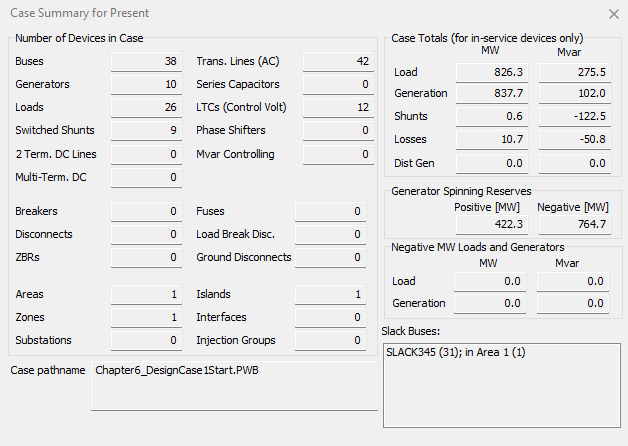 Case Summary for Present
Number of Devices in Case
Buses 38 Trans. Lines (AC) 42
Generators 10 Series Capacitors 0
Loads 26 LTCs (Control Volt) 12
Switched Shunts 9 Phase Shifters 0
2 Term. DC Lines 0 Mvar Controlling 0
Multi-Term. DC 0
Breakers 0 Fuses 0
Disconnects 0 Load Break Disc. 0
ZBRs 0 Ground Disconnects 0
Areas 1 Islands 1
Zones 1 Interfaces 0
Substations 0 Injection Groups 0
Case pathname Chapter6_DesignCase1Start.PWB
Case Totals (for in-service devices only)
MW Mvar
Load 826.3 275.5
Generation 837.7 102.0
Shunts 0.6 -122.5
Losses 10.7 -50.8
Dist Gen 0.0 0.0
Generator Spinning Reserves
Positive [MW] Negative [MW]
422.3 764.7
Negative MW Loads and Generators
MW Mvar
Load 0.0 0.0
Generation 0.0 0.0
Slack Buses:
SLACK345 (31); in Area 1 (1)